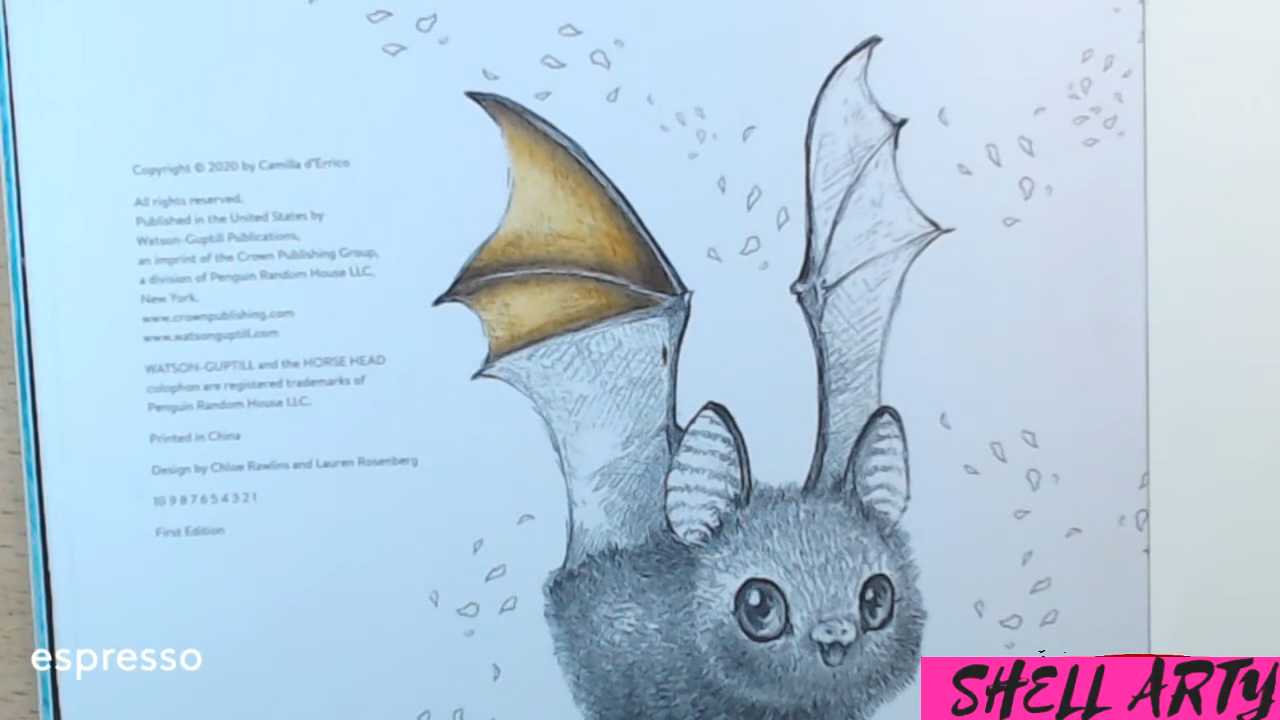 Copyright © 2020 by Camilla d'Errico
All rights reserved.
Published in the United States by
Watson-Guptill Publications,
an imprint of the Crown Publishing Group,
a division of Penguin Random House LLC,
New York.
www.crownpublishing.com
www.watsonguptill.com
WATSON-GUPTILL and the HORSE HEAD
colophon are registered trademarks of
Penguin Random House LLC.
Printed in China
Design by Chloe Rawlins and Lauren Rosenberg
10 9 8 7 6 5 4 3 2 1
First Edition
espresso
SHELL ARTY